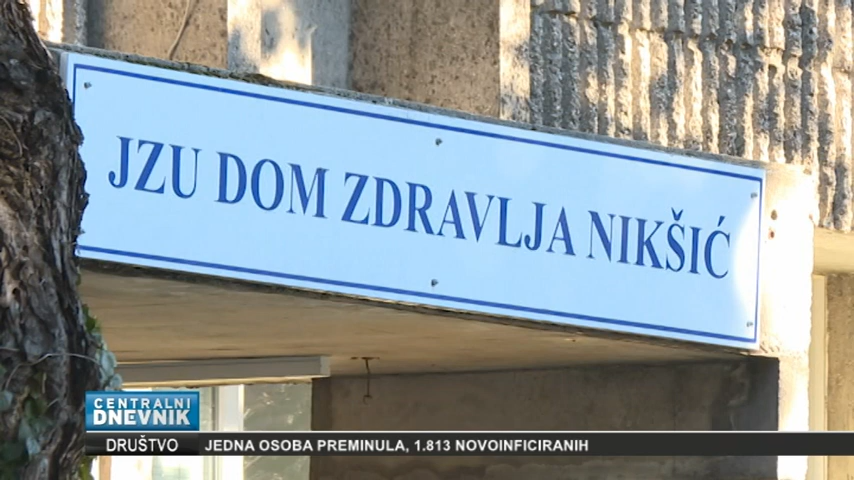 JZU DOM ZDRAVLJA NIKŠIĆ
CENTRALNI
DNEVNIK
DRUŠTVO JEDNA OSOBA PREMINULA, 1.813 NOVOINFICIRANIH